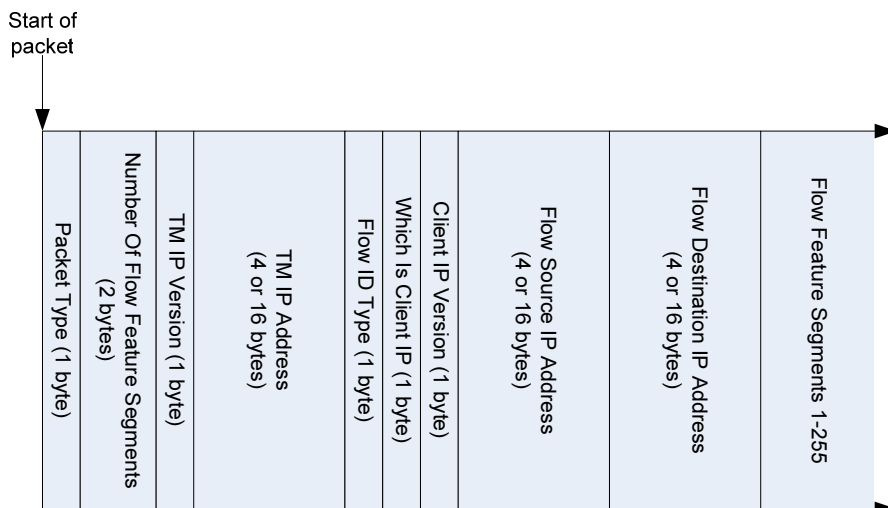 Start of
packet
Packet Type (1 byte)
Number Of Flow Feature Segments
(2 bytes)
TM IP Version (1 byte)
TM IP Address
(4 or 16 bytes)
Flow ID Type (1 byte)
Which Is Client IP (1 byte)
Client IP Version (1 byte)
Flow Source IP Address
(4 or 16 bytes)
Flow Destination IP Address
(4 or 16 bytes)
Flow Feature Segments 1-255